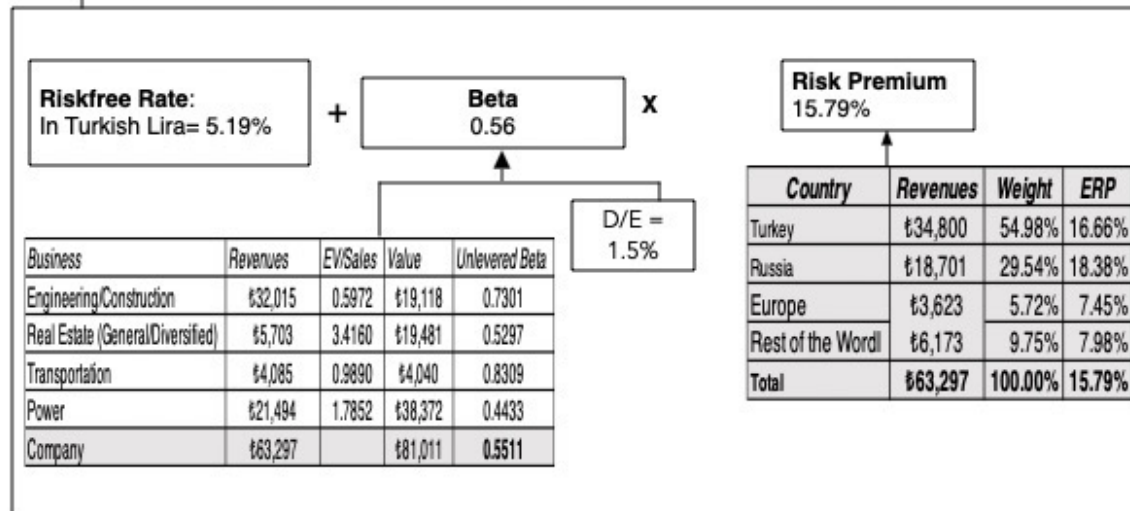 Riskfree Rate:
In Turkish Lira= 5.19%
+
Beta
0.56
x
Risk Premium
15.79%
D/E =
1.5%
Business Revenues EV/Sales Value Unlevered Beta
Engineering/Construction ₺32,015 0.5972 ₺19,118 0.7301
Real Estate (General/Diversified) ₺5,703 3.4160 ₺19,481 0.5297
Transportation ₺4,085 0.9890 ₺4,040 0.8309
Power ₺21,494 1.7852 ₺38,372 0.4433
Company ₺63,297 ₺81,011 0.5511
Country Revenues Weight ERP
Turkey ₺34,800 54.98% 16.66%
Russia ₺18,701 29.54% 18.38%
Europe ₺3,623 5.72% 7.45%
Rest of the Wordl ₺6,173 9.75% 7.98%
Total ₺63,297 100.00% 15.79%